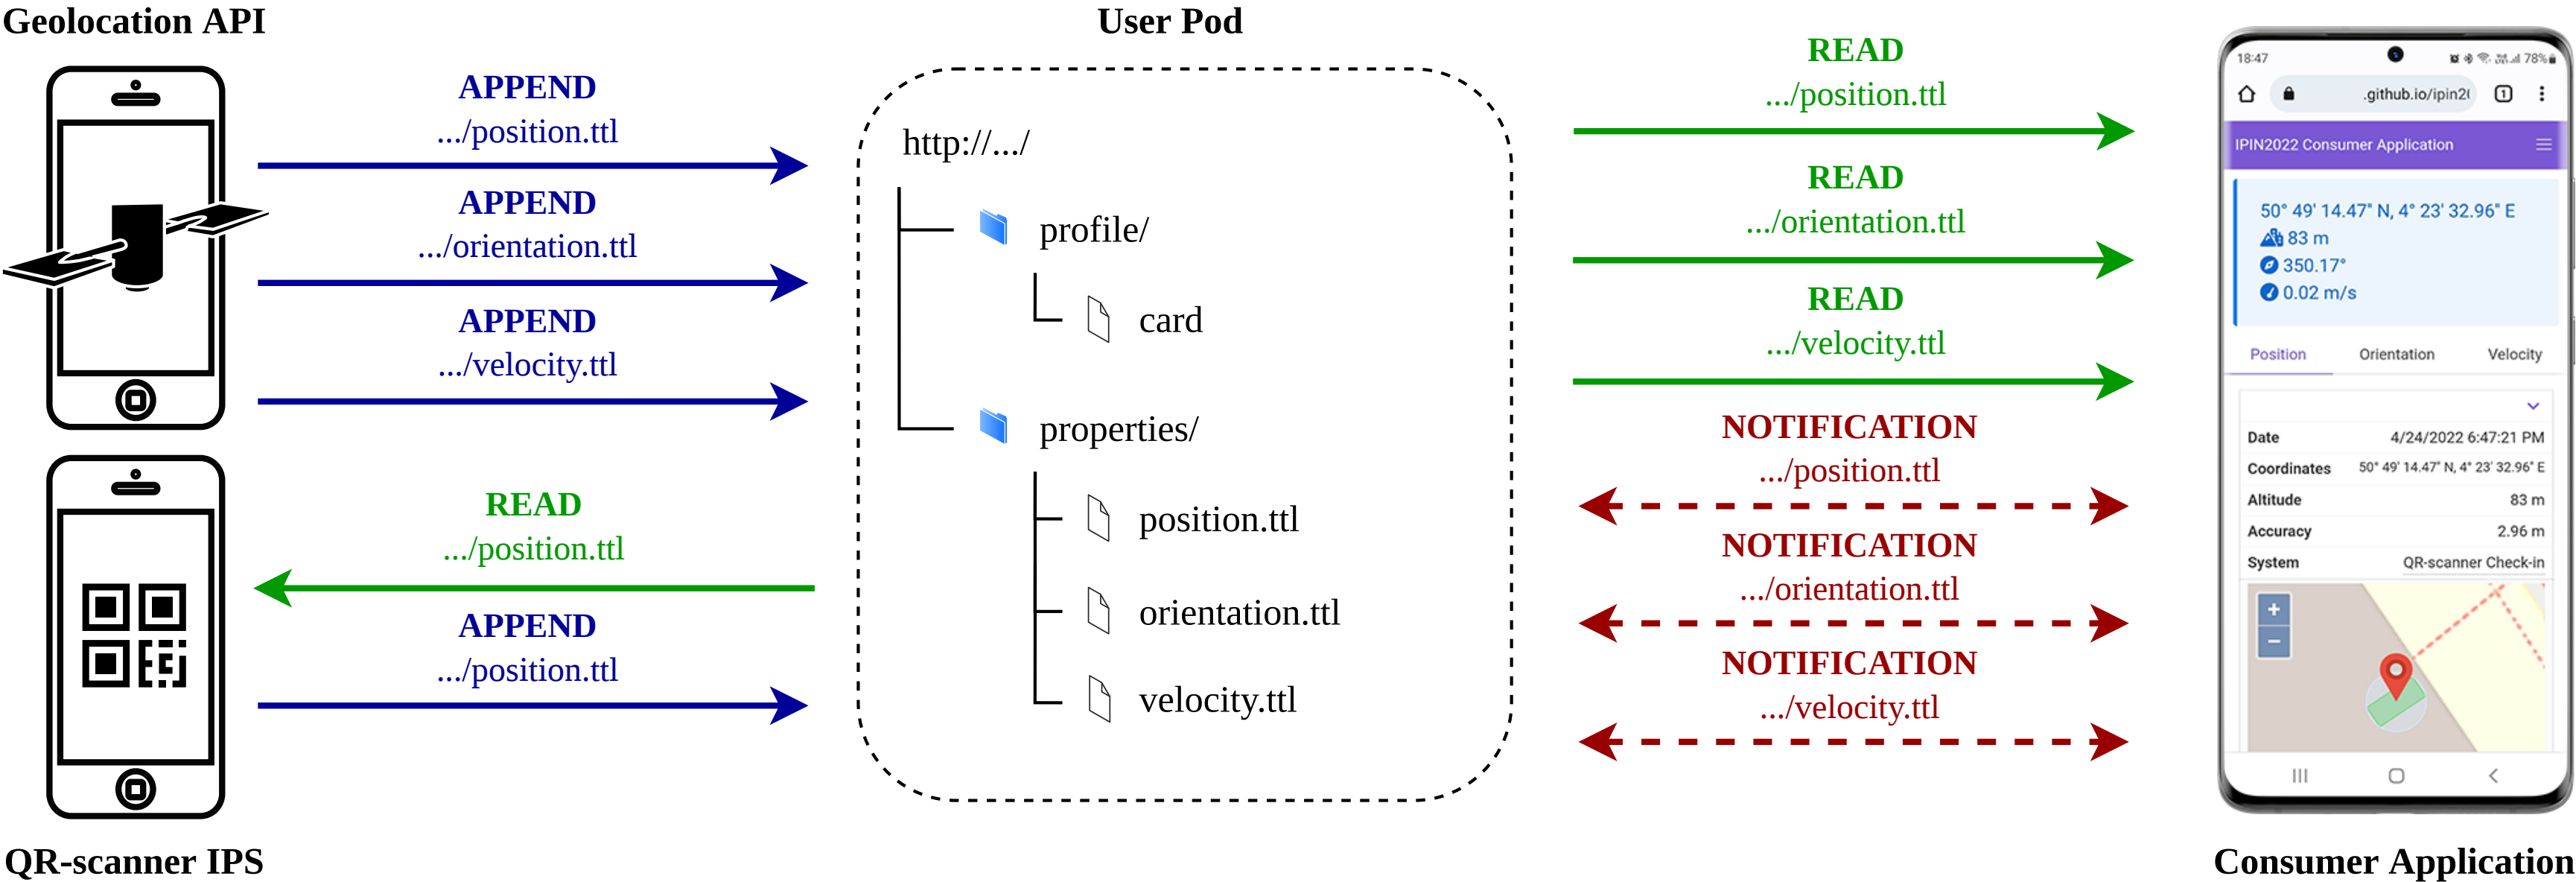 Geolocation API
APPEND
.../position.ttl
APPEND
.../orientation.ttl
APPEND
.../velocity.ttl
READ
.../position.ttl
APPEND
.../position.ttl
QR-scanner IPS
User Pod
http://.../
profile/
card
properties/
position.ttl
orientation.ttl
velocity.ttl
READ
.../position.ttl
READ
.../orientation.ttl
READ
.../velocity.ttl
NOTIFICATION
.../position.ttl
NOTIFICATION
.../orientation.ttl
NOTIFICATION
.../velocity.ttl
18:47 78%
.github.io/ipin2 1
IPIN2022 Consumer Application
50° 49' 14.47" N, 4° 23' 32.96" E
83 m
350.17°
0.02 m/s
Position Orientation Velocity
Date 4/24/2022 6:47:21 PM
Coordinates 50° 49' 14.47" N, 4° 23' 32.96" E
Altitude 83 m
Accuracy 2.96 m
System QR-scanner Check-in
+
−
Consumer Application